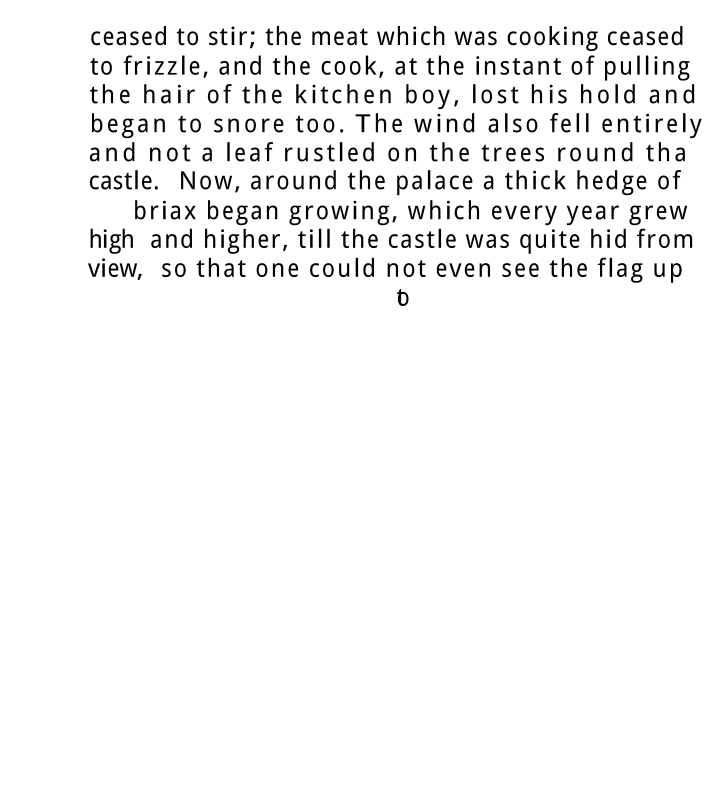 ceased to stir; the meat which was cooking ceased
to frizzle, and the cook, at the instant of pulling
the hair of the kitchen boy, lost his hold and
began to snore too. The wind also fell entirely
and not a leaf rustled on the trees round tha
castle. Now, around the palace a thick hedge of
briax began growing, which every year grew
high and higher, till the castle was quite hid from
view, so that one could not even see the flag up
to